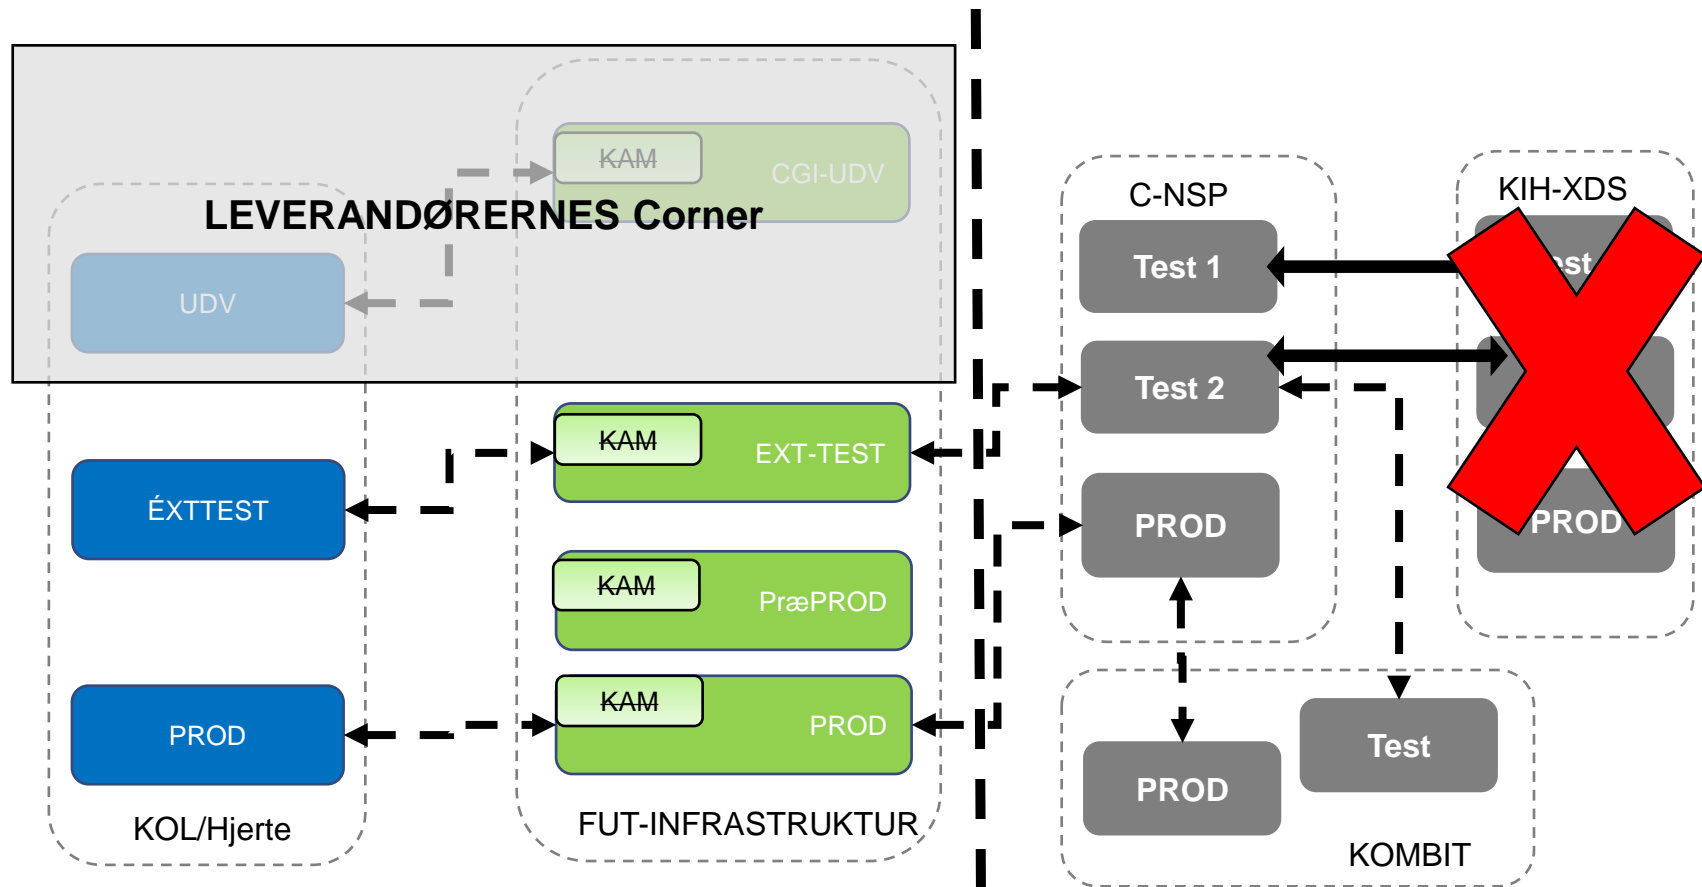 KAM
CGI-UDV
LEVERANDØRERNES Corner
UDV
KAM
EXT-TEST
ÉXTTEST
KAM
PræPROD
KAM
PROD
PROD
KOL/Hjerte
FUT-INFRASTRUKTUR
C-NSP
Test 1
Test 2
PROD
KIH-XDS
PROD
Test
PROD
KOMBIT